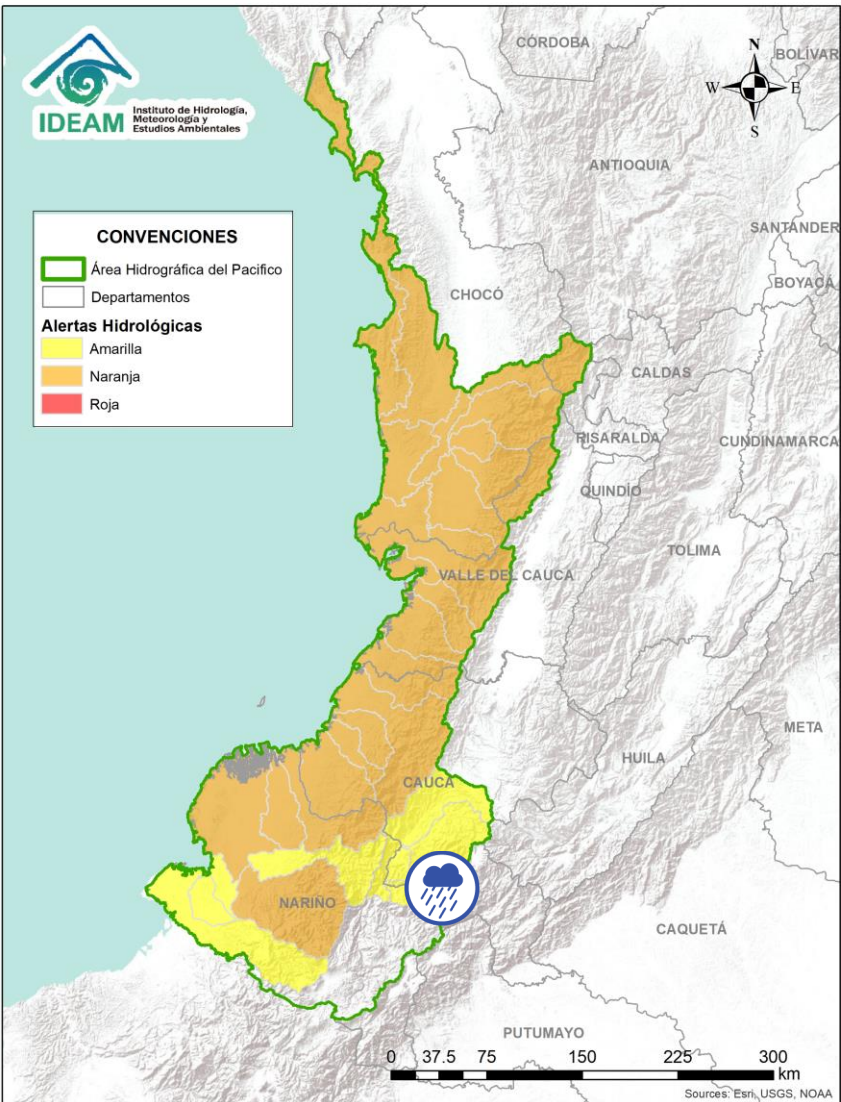 IDEAM
Instituto de Hidrología,
Meteorología y
Estudios Ambientales
N
W
E
S
CÓRDOBA
BOLÍVAR
ANTIOQUIA
SANTANDER
BOYACÁ
CHOCÓ
CONVENCIONES
Área Hidrográfica del Pacifico
Departamentos
Alertas Hidrológicas
Amarilla
Naranja
Roja
CALDAS
RISARALDA
CUNDINAMARCA
QUINDÍO
TOLIMA
VALLE DEL CAUCA
META
HUILA
CAUCA
NARIÑO
CAQUETÁ
PUTUMAYO
0 37.5 75 150 225 300
km
Sources: Esri, USGS, NOAA